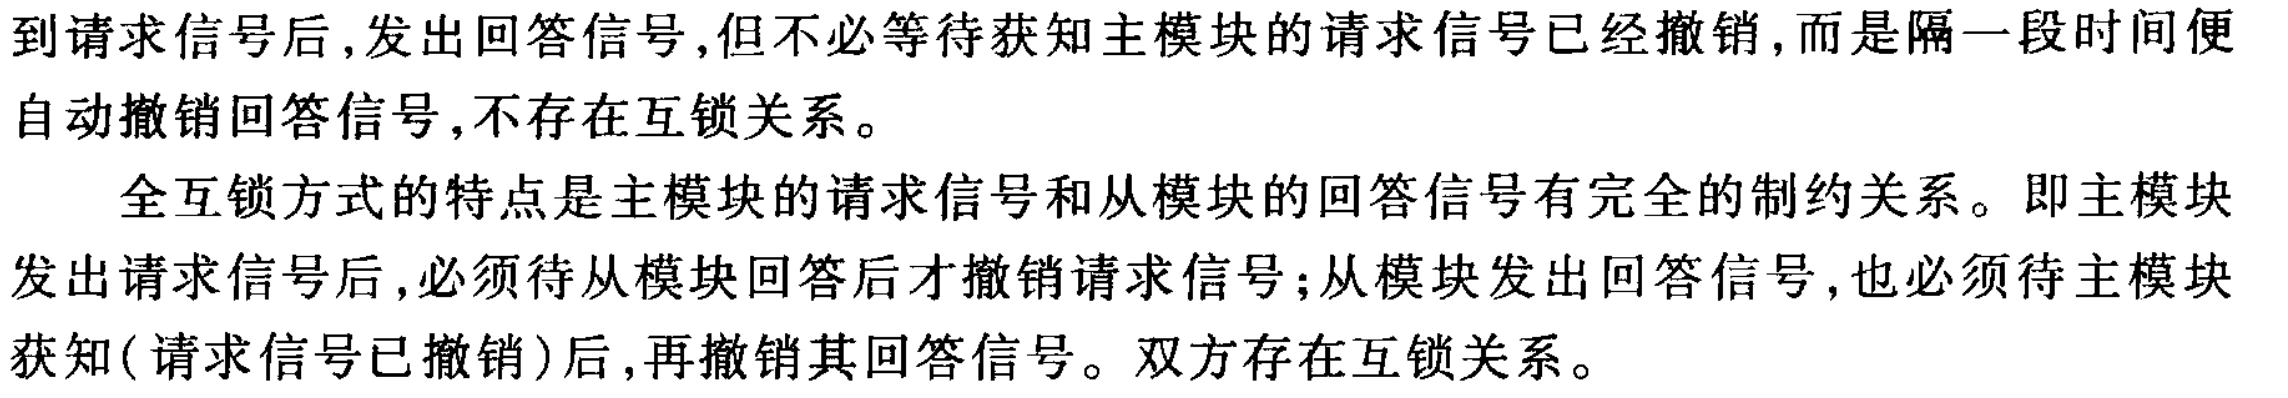 到请求信号后,发出回答信号,但不必等待获知主模块的请求信号已经撤销,而是隔一段时间便
自动撤销回答信号,不存在互锁关系。
全互锁方式的特点是主模块的请求信号和从模块的回答信号有完全的制约关系。即主模块
发出请求信号后,必须待从模块回答后才撤销请求信号;从模块发出回答信号,也必须待主模块
获知(请求信号已撤销)后,再撤销其回答信号。双方存在互锁关系。